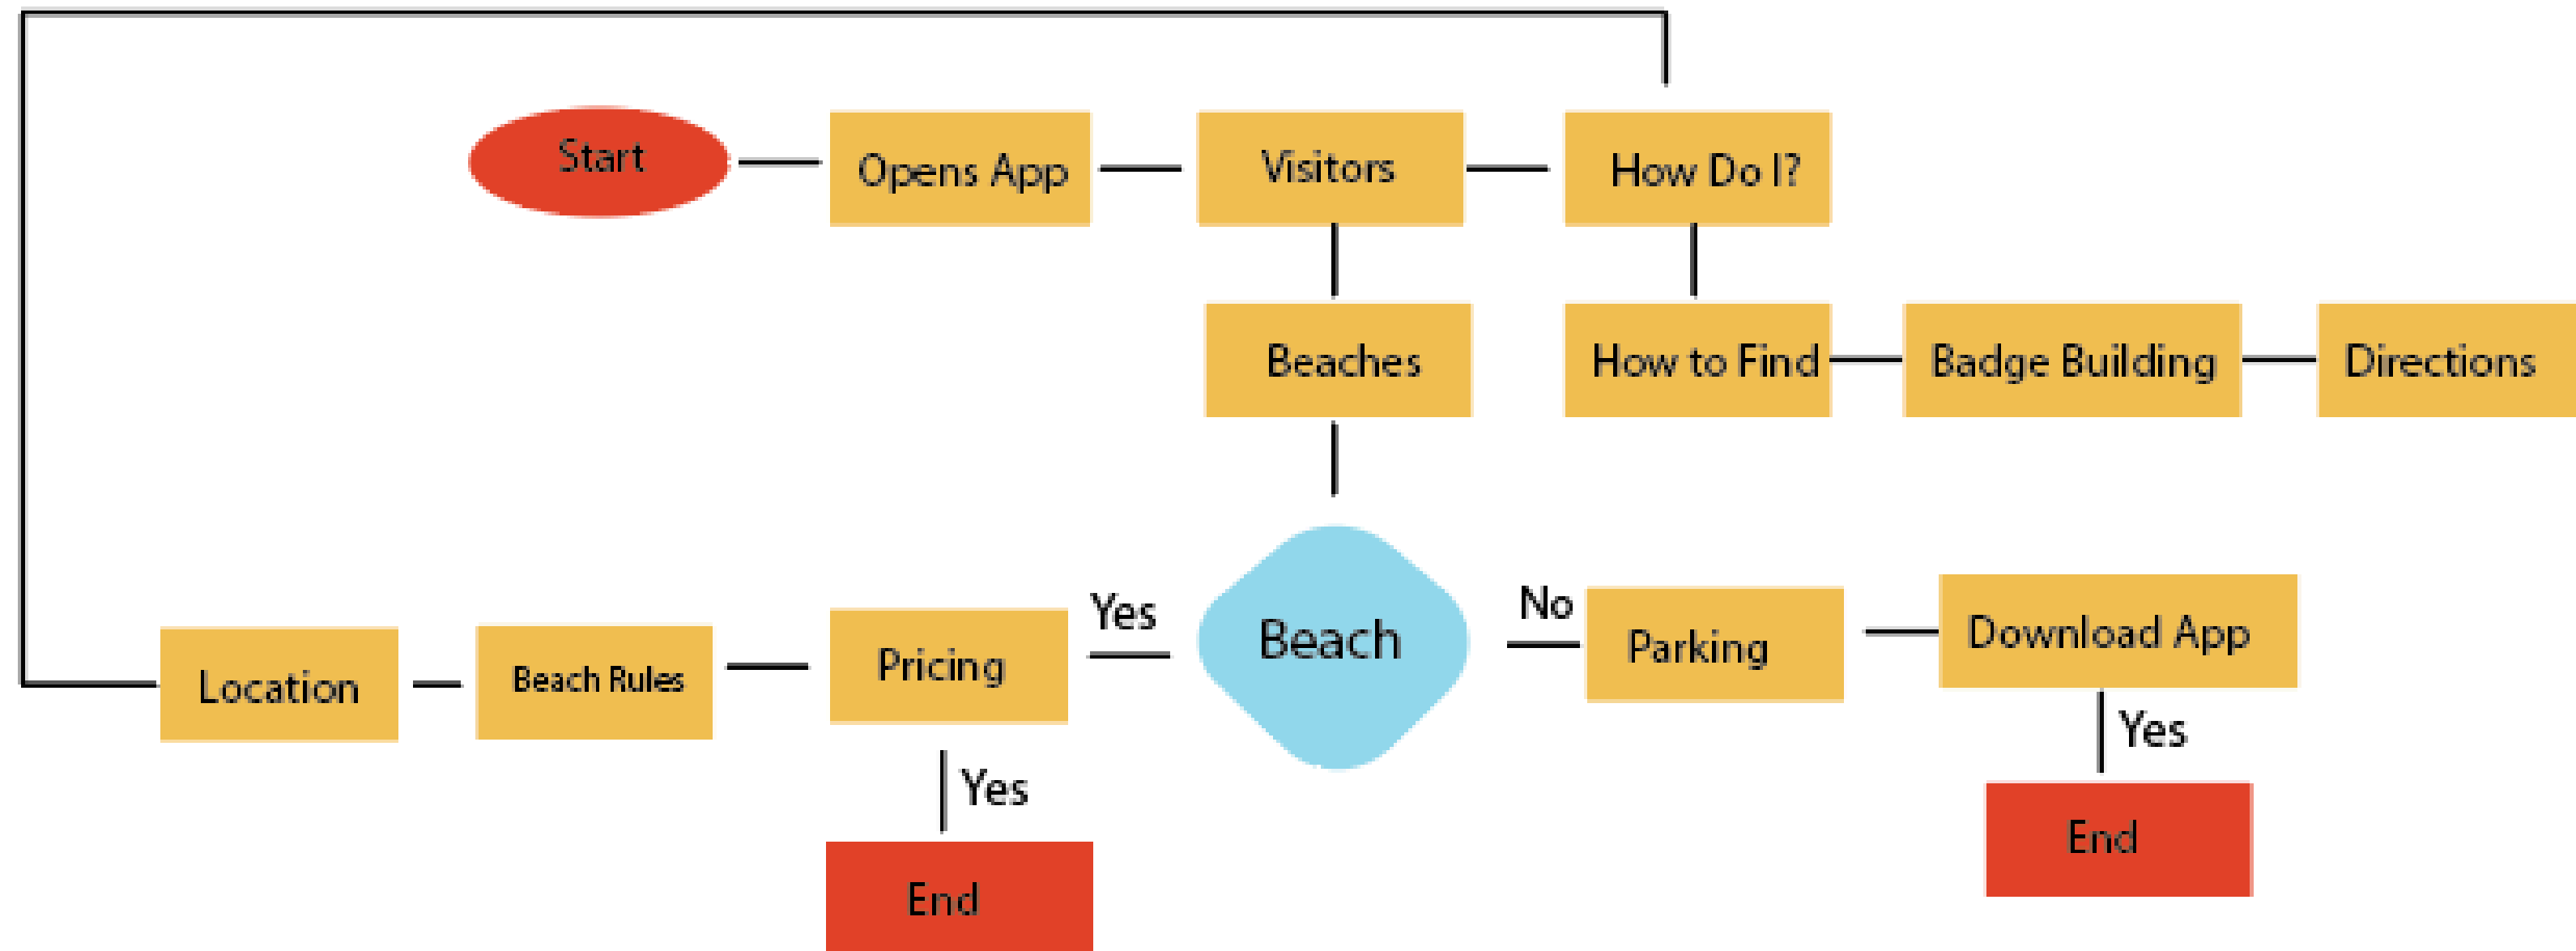 Start
Opens App
Visitors
How Do I?
Beaches
How to Find
Badge Building
Directions
Beach
Yes
No
Pricing
Beach Rules
Location
Parking
Download App
Yes
End
Yes
End